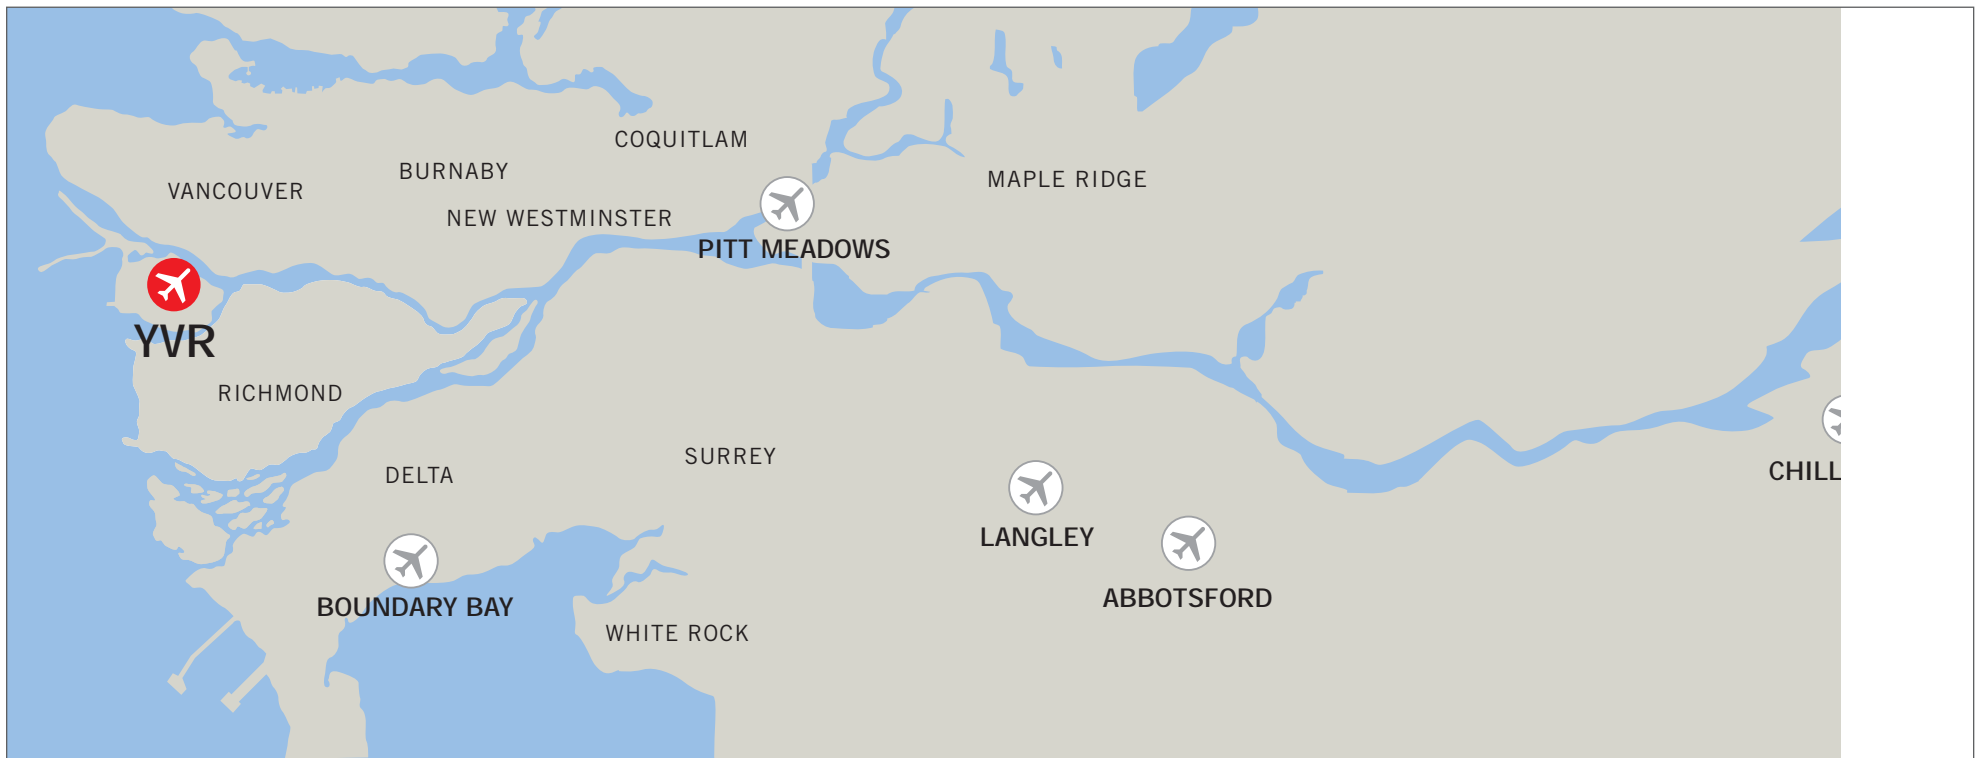 COQUITLAM
BURNABY
MAPLE RIDGE
VANCOUVER
NEW WESTMINSTER
PITT MEADOWS
YVR
RICHMOND
SURREY
CHILL
DELTA
LANGLEY
ABBOTSFORD
BOUNDARY BAY
WHITE ROCK